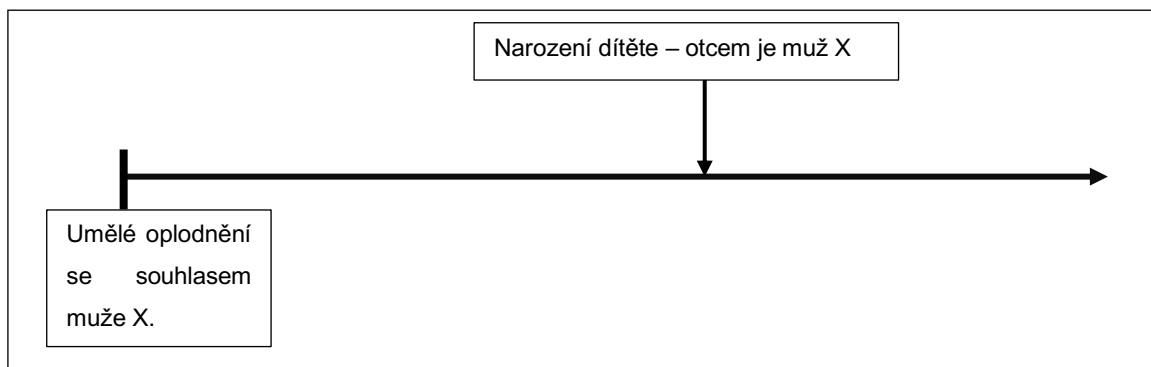 Narození dítěte – otcem je muž X
Umělé oplodnění
se souhlasem
muže X.